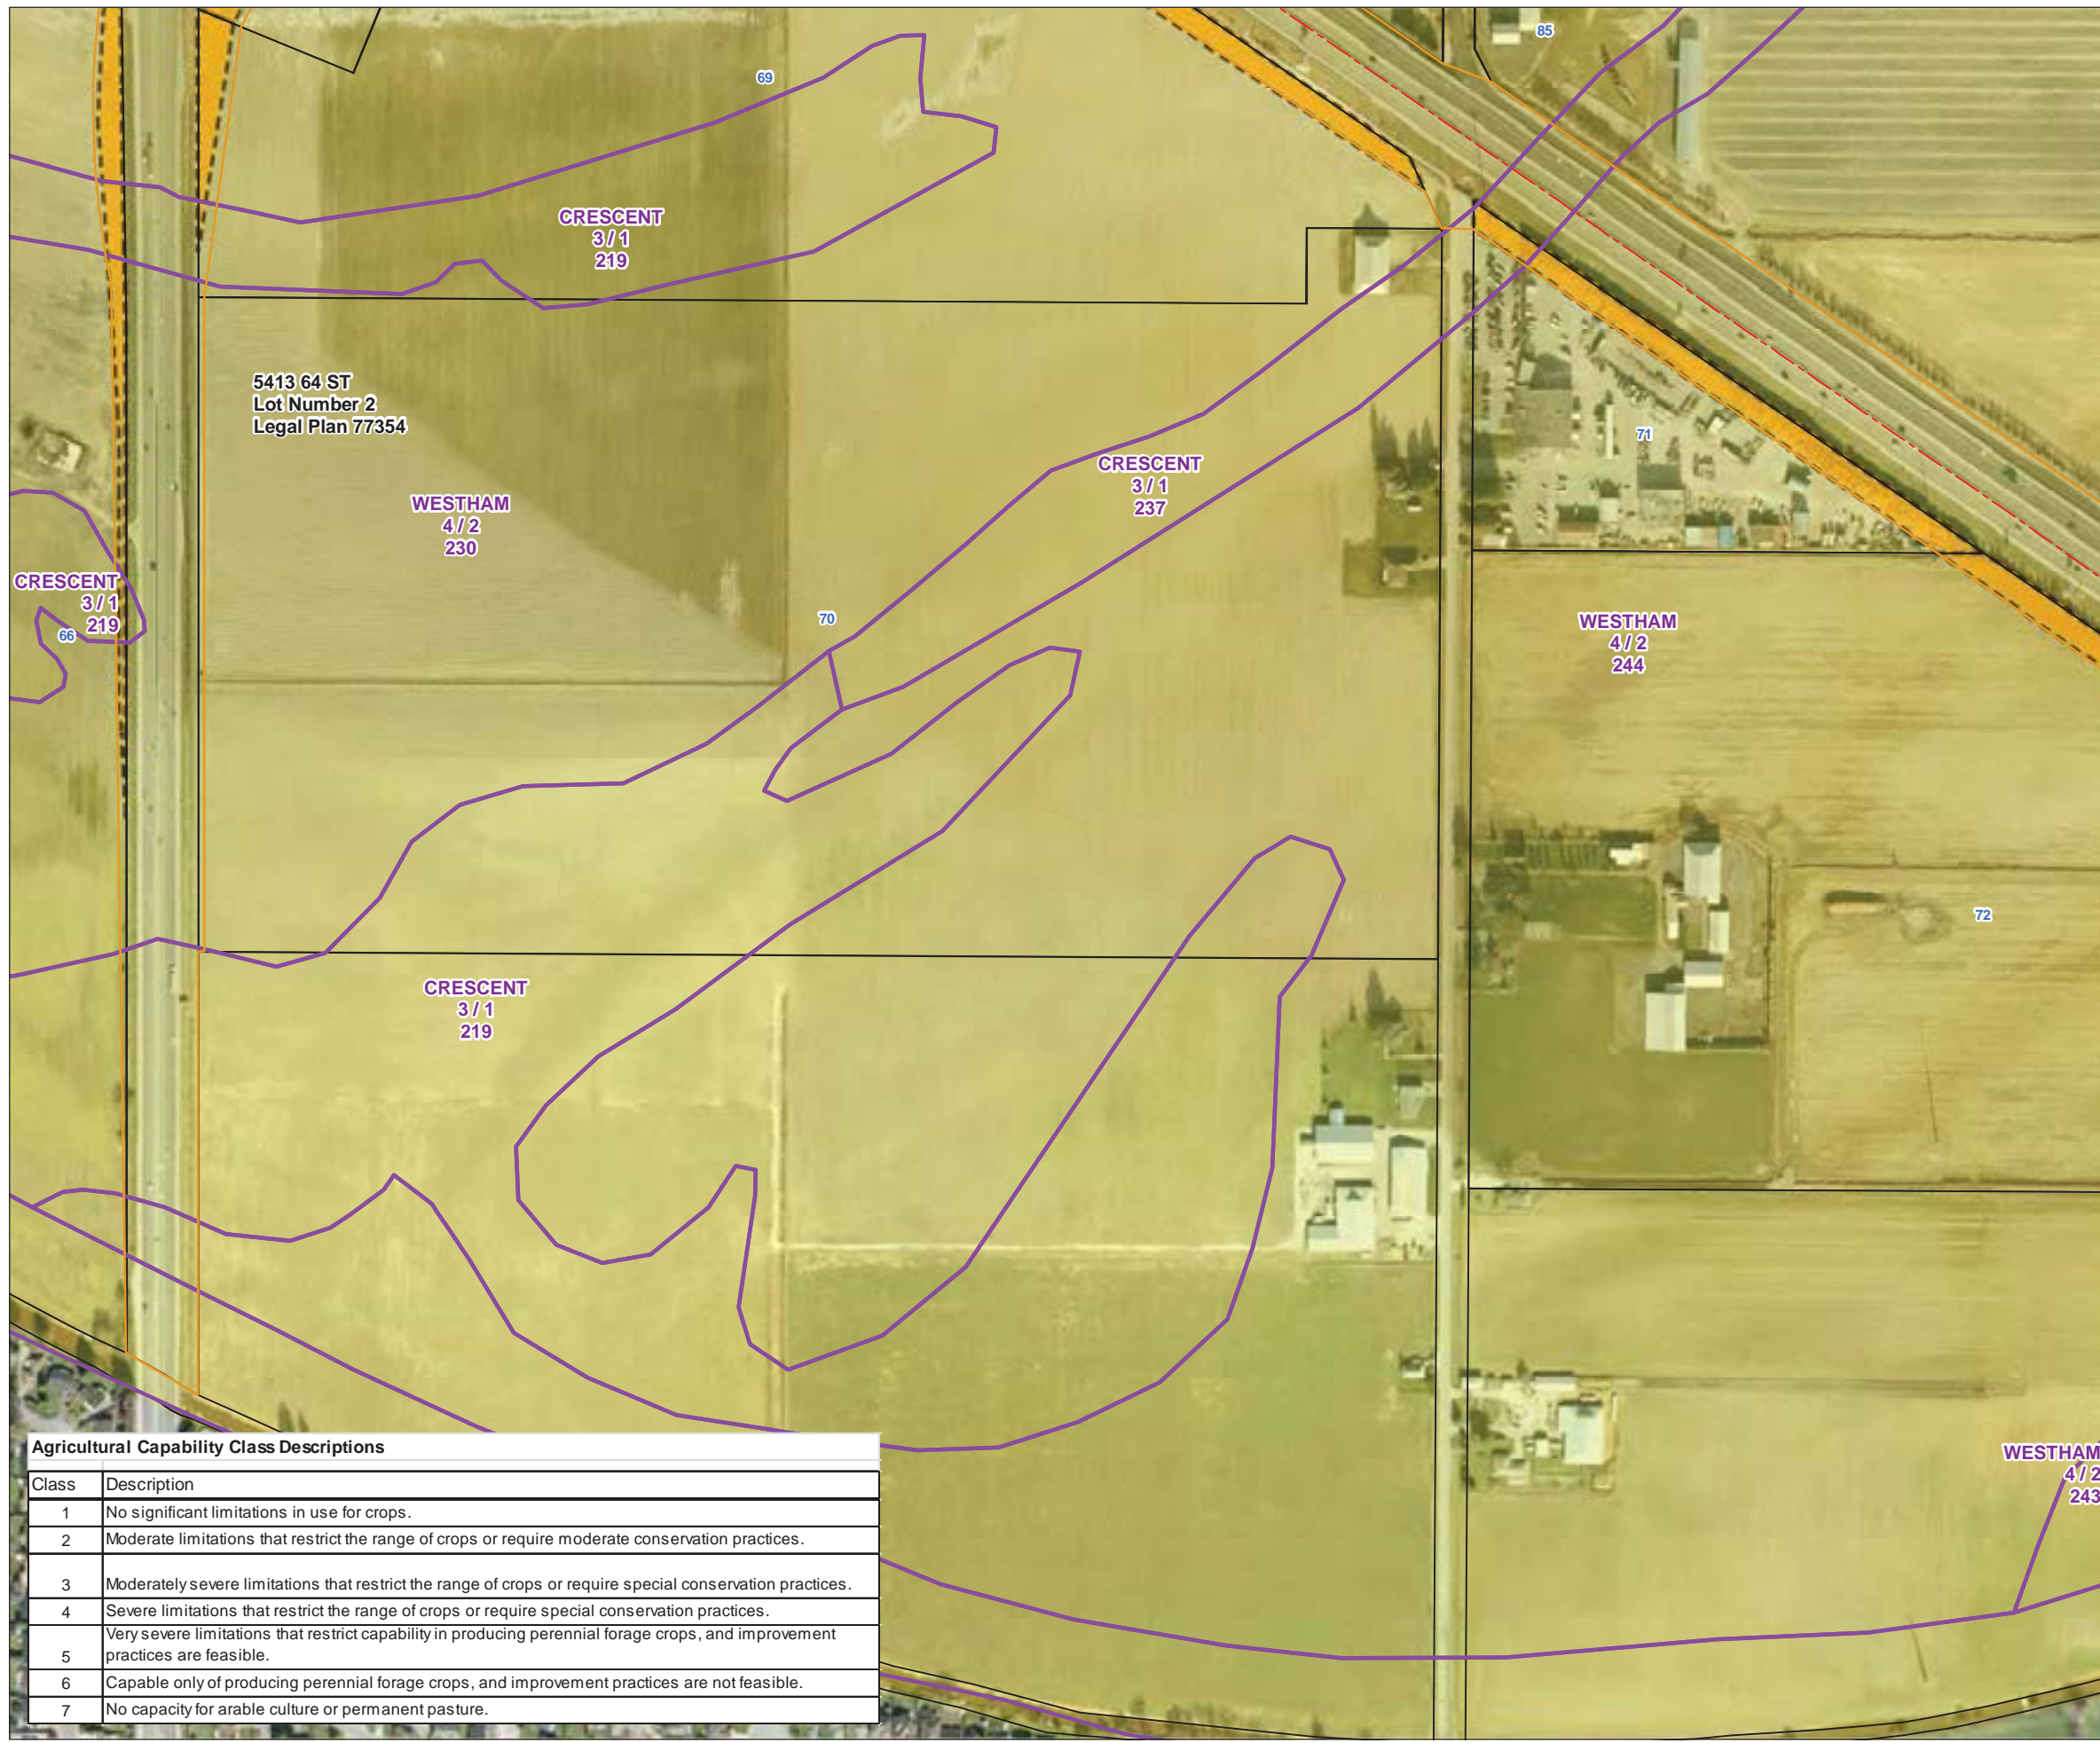 85
69
CRESCENT
3 / 1
219
5413 64 ST
Lot Number 2
Legal Plan 77354
CRESCENT
3 / 1
237
71
WESTHAM
4 / 2
230
CRESCENT
3 / 1
219
66
70
WESTHAM
4 / 2
244
72
CRESCENT
3 / 1
219
WESTHAM
4 / 2
243
Agricultural Capability Class Descriptions
Class Description
1 No significant limitations in use for crops.
2 Moderate limitations that restrict the range of crops or require moderate conservation practices.
3 Moderately severe limitations that restrict the range of crops or require special conservation practices.
4 Severe limitations that restrict the range of crops or require special conservation practices.
Very severe limitations that restrict capability in producing perennial forage crops, and improvement
5 practices are feasible.
6 Capable only of producing perennial forage crops, and improvement practices are not feasible.
7 No capacity for arable culture or permanent pasture.